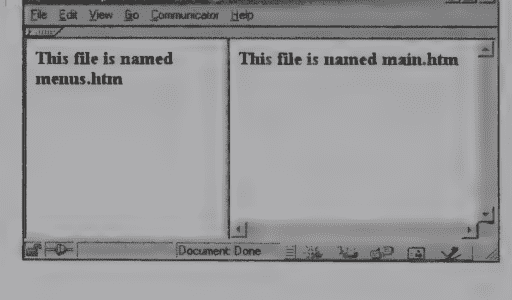 File Edit View Go Communicator Help
This file is named
menus.htm
This file is named main.htm
Document: Done